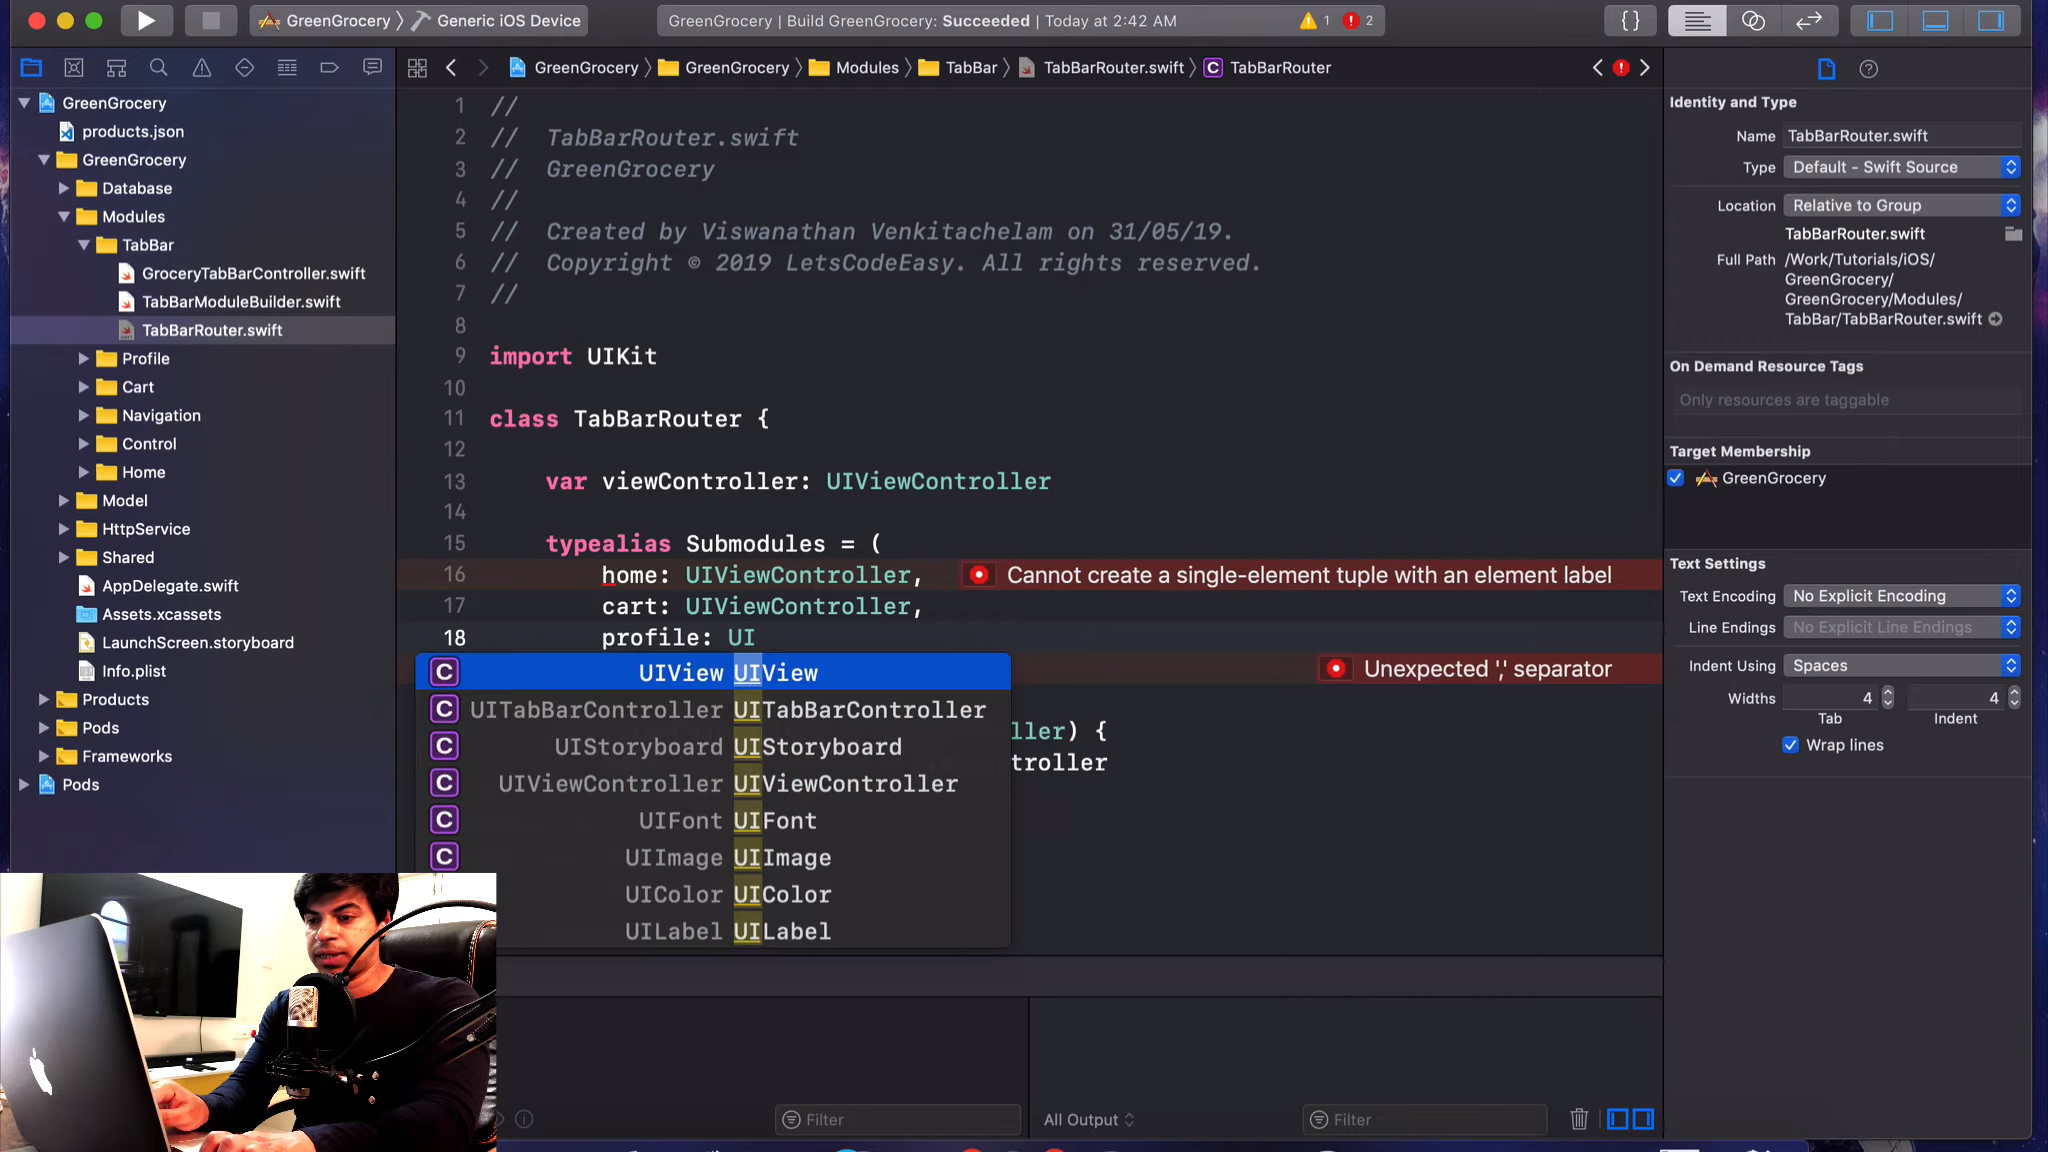 GreenGrocery
Generic iOS Device
GreenGrocery | Build GreenGrocery: Succeeded | Today at 2:42 AM
1
2
{}
GreenGrocery
products.json
GreenGrocery
Database
Modules
TabBar
GroceryTabBarController.swift
TabBarModuleBuilder.swift
TabBarRouter.swift
Profile
Cart
Navigation
Control
Home
Model
HttpService
Shared
AppDelegate.swift
Assets.xcassets
LaunchScreen.storyboard
Info.plist
Products
Pods
Frameworks
Pods
GreenGrocery
GreenGrocery
Modules
TabBar
TabBarRouter.swift
C TabBarRouter
1 //
2 // TabBarRouter.swift
3 // GreenGrocery
4 //
5 // Created by Viswanathan Venkitachelam on 31/05/19.
6 // Copyright © 2019 LetsCodeEasy. All rights reserved.
7 //
8
9 import UIKit
10
11 class TabBarRouter {
12
13 var viewController: UIViewController
14
15 typealias Submodules = (
16 home: UIViewController, Cannot create a single-element tuple with an element label
17 cart: UIViewController,
18 profile: UI
Unexpected ',' separator
C UIView UIView
C UITabBarController UITabBarController
ller) {
C UIStoryboard UIStoryboard
troller
C UIViewController UIViewController
C UIFont UIFont
C UIImage UIImage
UIColor UIColor
UILabel UILabel
Filter
All Output
Filter
Identity and Type
Name TabBarRouter.swift
Type Default - Swift Source
Location Relative to Group
TabBarRouter.swift
Full Path /Work/Tutorials/iOS/
GreenGrocery/
GreenGrocery/Modules/
TabBar/TabBarRouter.swift
On Demand Resource Tags
Only resources are taggable
Target Membership
GreenGrocery
Text Settings
Text Encoding No Explicit Encoding
Line Endings No Explicit Line Endings
Indent Using Spaces
Widths 4 4
Tab Indent
Wrap lines